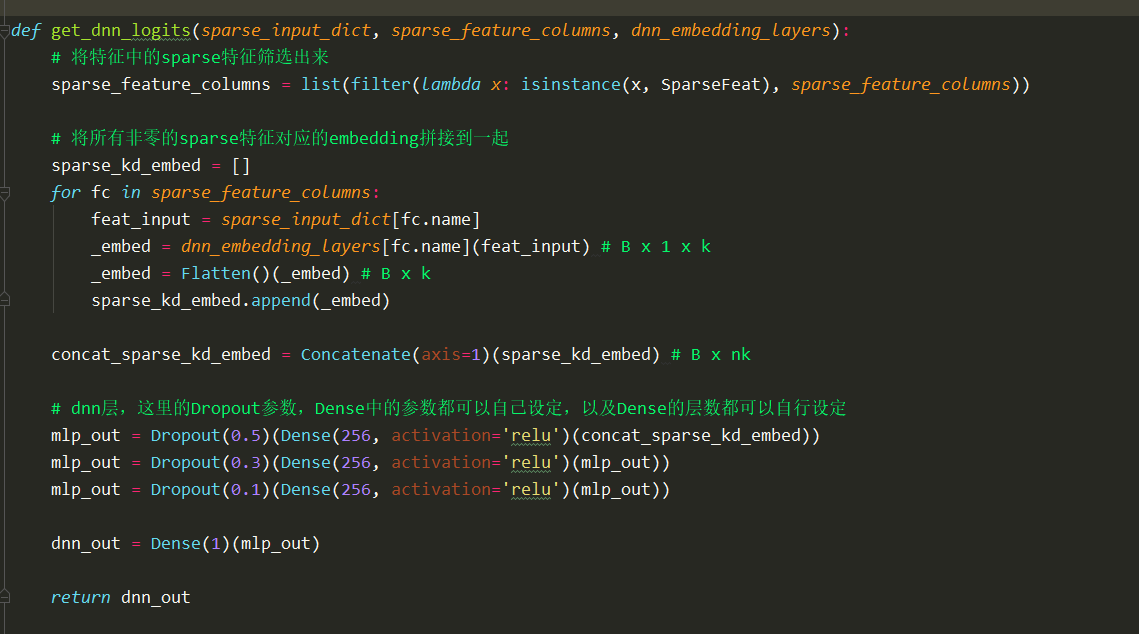 def get_dnn_logits(sparse_input_dict, sparse_feature_columns, dnn_embedding_layers):
    # 将特征中的sparse特征筛选出来
    sparse_feature_columns = list(filter(lambda x: isinstance(x, SparseFeat), sparse_feature_columns))
    # 将所有非零的sparse特征对应的embedding拼接到一起
    sparse_kd_embed = []
    for fc in sparse_feature_columns:
        feat_input = sparse_input_dict[fc.name]
        _embed = dnn_embedding_layers[fc.name](feat_input) # B x 1 x k
        _embed = Flatten()(_embed) # B x k
        sparse_kd_embed.append(_embed)
    concat_sparse_kd_embed = Concatenate(axis=1)(sparse_kd_embed) # B x nk
    # dnn层，这里的Dropout参数，Dense中的参数都可以自己设定，以及Dense的层数都可以自行设定
    mlp_out = Dropout(0.5)(Dense(256, activation='relu')(concat_sparse_kd_embed))
    mlp_out = Dropout(0.3)(Dense(256, activation='relu')(mlp_out))
    mlp_out = Dropout(0.1)(Dense(256, activation='relu')(mlp_out))
    dnn_out = Dense(1)(mlp_out)
    return dnn_out